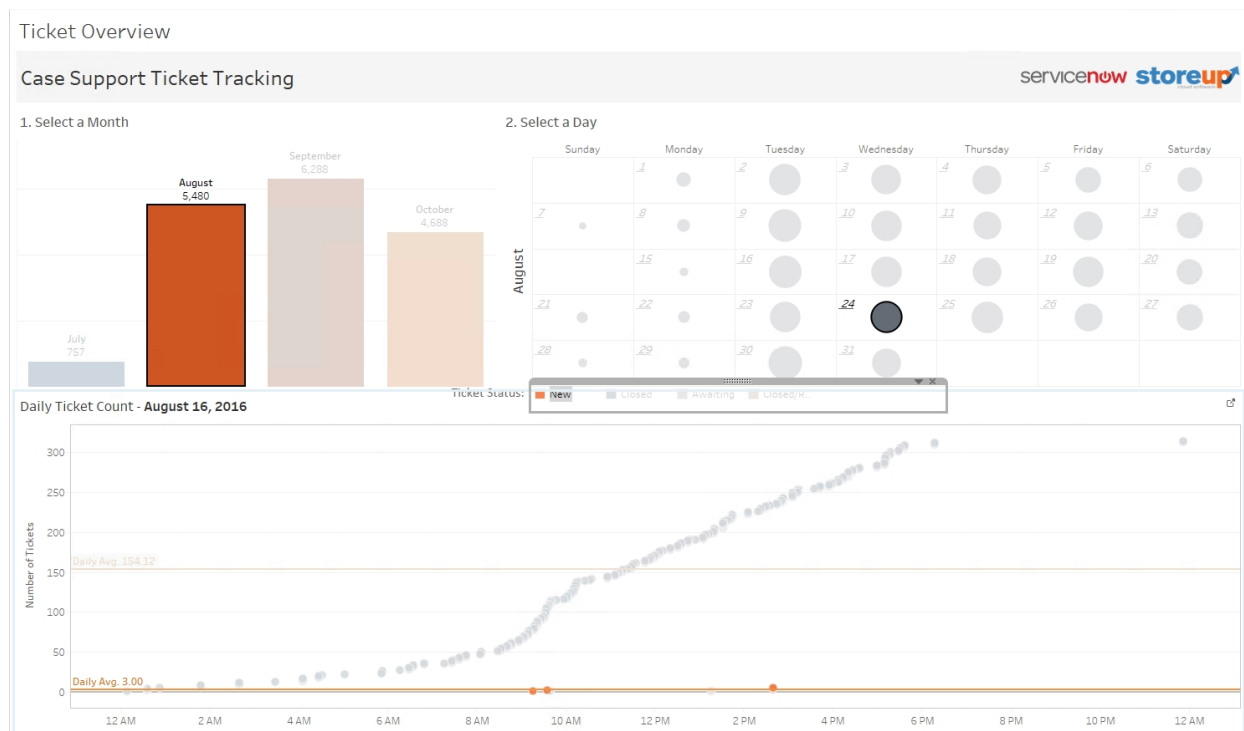 Ticket Overview
Case Support Ticket Tracking
servicenow storeup
cloud software
1. Select a Month
2. Select a Day
September
6,288
August
5,480
October
4,688
July
757
Sunday Monday Tuesday Wednesday Thursday Friday Saturday
August
1 2 3 4 5 6
7 8 9 10 11 12 13
15 16 17 18 19 20
21 22 23 24 25 26 27
28 29 30 31
Ticket Status: New Closed Awaiting Closed/R...
Daily Ticket Count - August 16, 2016
Number of Tickets
300
250
200
Daily Avg. 154.12
150
100
50
Daily Avg. 3.00
0
12 AM 2 AM 4 AM 6 AM 8 AM 10 AM 12 PM 2 PM 4 PM 6 PM 8 PM 10 PM 12 AM